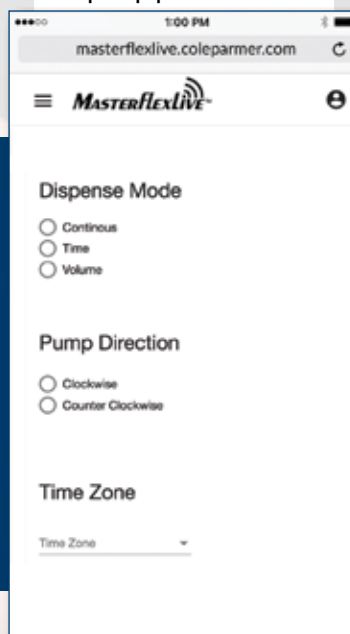 1:00 PM
masterflexlive.coleparmer.com
MASTERFLEXLIVE
Dispense Mode
Continous
Time
Volume
Pump Direction
Clockwise
Counter Clockwise
Time Zone
Time Zone